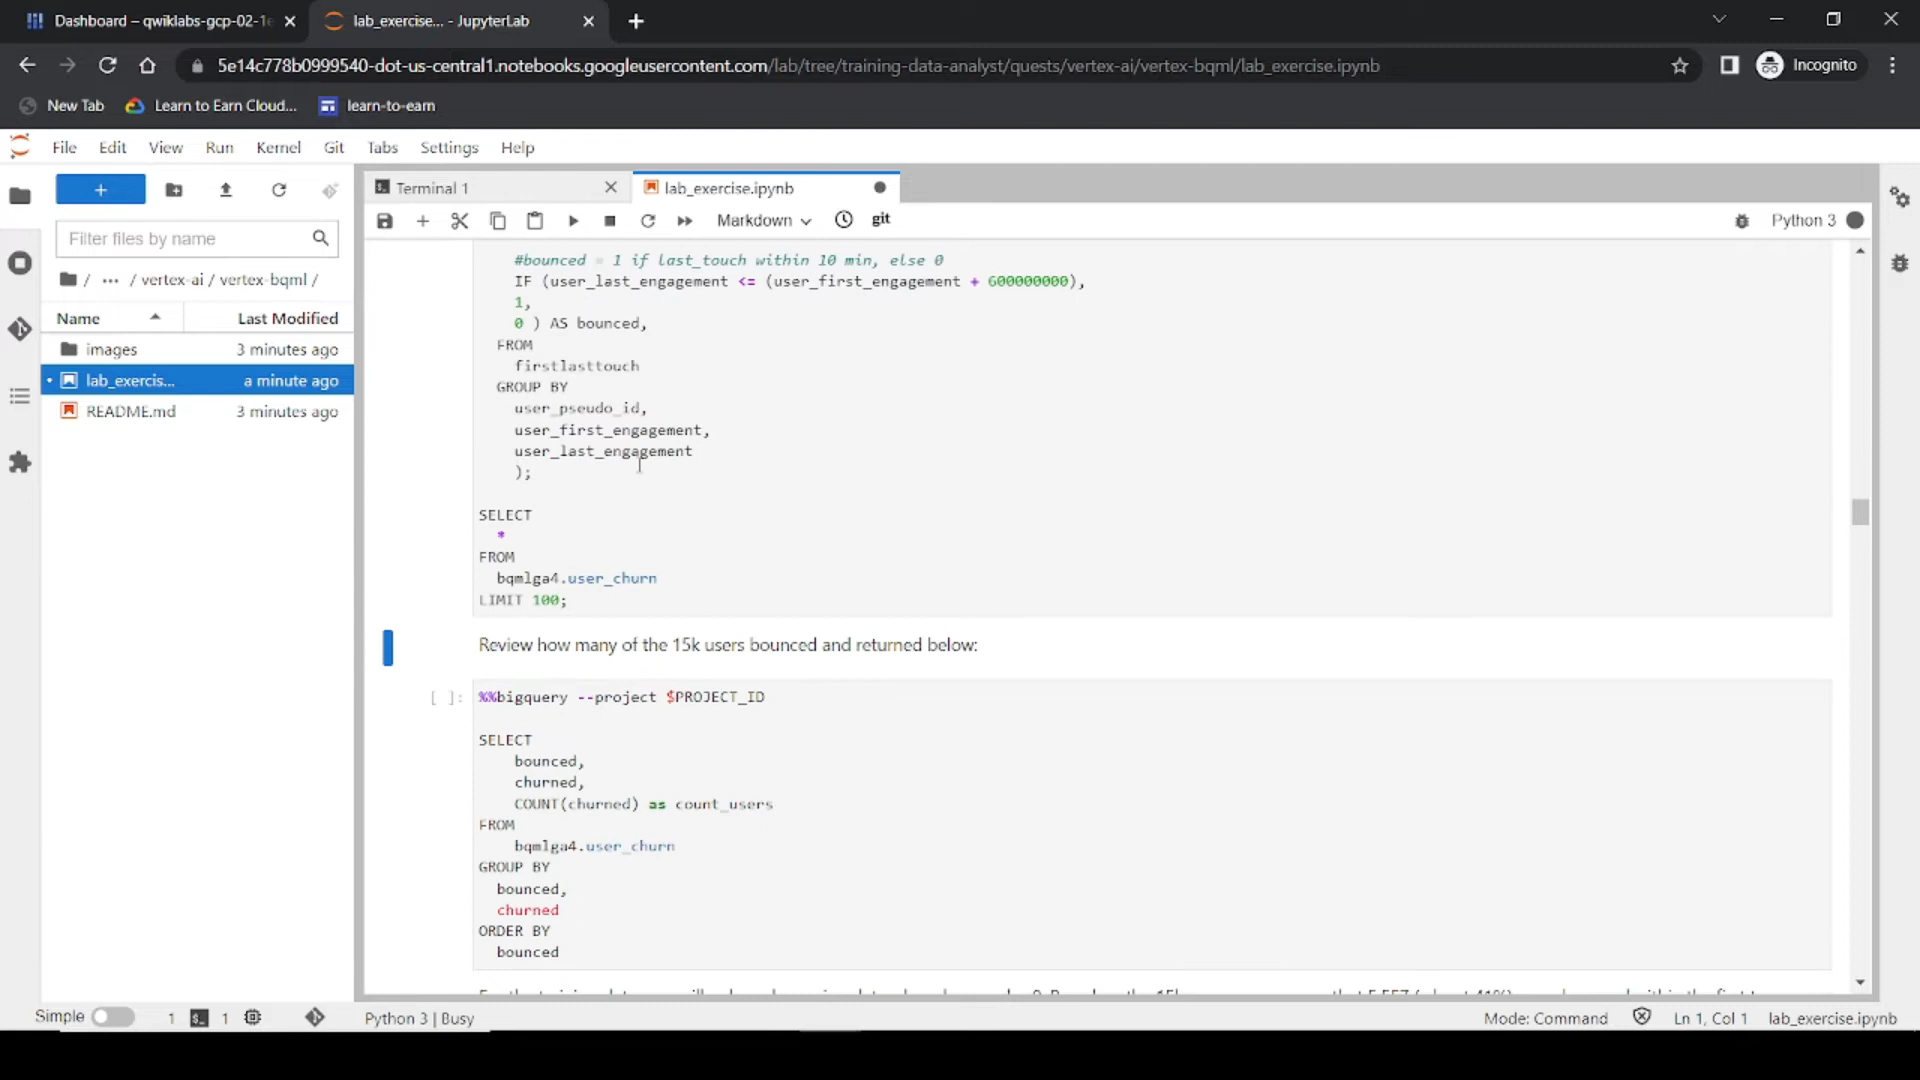 Dashboard – qwiklabs-gcp-02-1e
lab_exercise... - JupyterLab
5e14c778b0999540-dot-us-central1.notebooks.googleusercontent.com/lab/tree/training-data-analyst/quests/vertex-ai/vertex-bqml/lab_exercise.ipynb
Incognito
New Tab
Learn to Earn Cloud...
learn-to-earn
File Edit View Run Kernel Git Tabs Settings Help
Terminal 1
lab_exercise.ipynb
Markdown
git
Python 3
Filter files by name
/ ... / vertex-ai / vertex-bqml /
Name Last Modified
images 3 minutes ago
lab_exercis... a minute ago
README.md 3 minutes ago
#bounced = 1 if last_touch within 10 min, else 0
IF (user_last_engagement <= (user_first_engagement + 600000000),
1,
0 ) AS bounced,
FROM
firstlasttouch
GROUP BY
user_pseudo_id,
user_first_engagement,
user_last_engagement
);
SELECT
*
FROM
bqmlga4.user_churn
LIMIT 100;
Review how many of the 15k users bounced and returned below:
[ ]: %%bigquery --project $PROJECT_ID
SELECT
bounced,
churned,
COUNT(churned) as count_users
FROM
bqmlga4.user_churn
GROUP BY
bounced,
churned
ORDER BY
bounced
Simple 1 1 Python 3 | Busy
Mode: Command Ln 1, Col 1 lab_exercise.ipynb